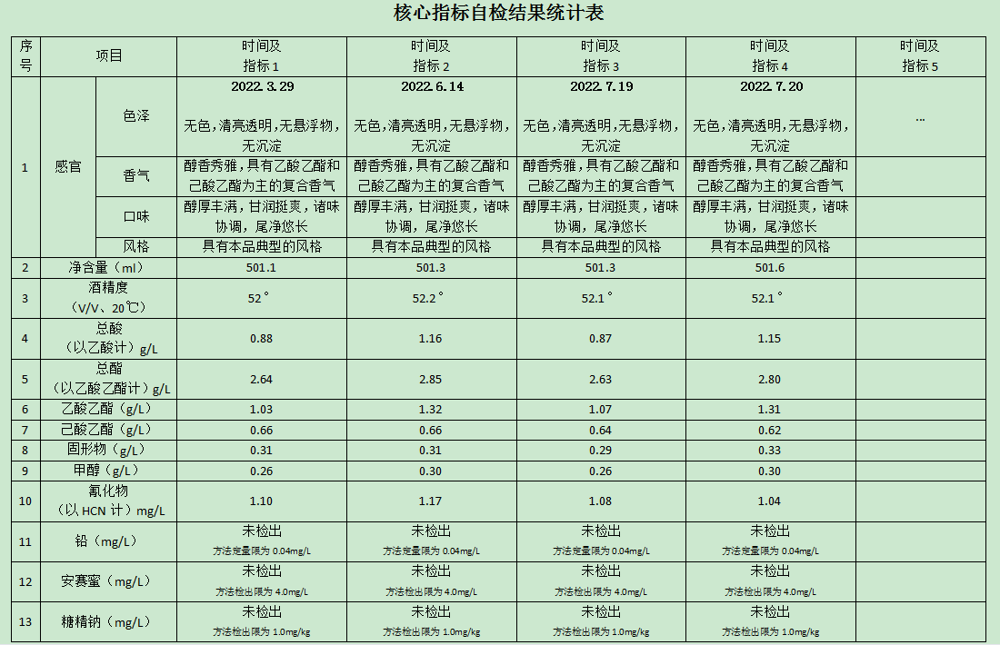 核心指标自检结果统计表
序号 项目 时间及指标1 时间及指标2 时间及指标3 时间及指标4 时间及指标5
1 感官 色泽
2022.3.29 2022.6.14 2022.7.19 2022.7.20
无色，清亮透明，无悬浮物，无沉淀 无色，清亮透明，无悬浮物，无沉淀 无色，清亮透明，无悬浮物，无沉淀 无色，清亮透明，无悬浮物，无沉淀 …
香气 醇香秀雅，具有乙酸乙酯和己酸乙酯为主的复合香气 醇香秀雅，具有乙酸乙酯和己酸乙酯为主的复合香气 醇香秀雅，具有乙酸乙酯和己酸乙酯为主的复合香气 醇香秀雅，具有乙酸乙酯和己酸乙酯为主的复合香气
口味 醇厚丰满，甘润挺爽，诸味协调，尾净悠长 醇厚丰满，甘润挺爽，诸味协调，尾净悠长 醇厚丰满，甘润挺爽，诸味协调，尾净悠长 醇厚丰满，甘润挺爽，诸味协调，尾净悠长
风格 具有本品典型的风格 具有本品典型的风格 具有本品典型的风格 具有本品典型的风格
2 净含量（ml） 501.1 501.3 501.3 501.6
3 酒精度（V/V、20℃） 52° 52.2° 52.1° 52.1°
4 总酸（以乙酸计）g/L 0.88 1.16 0.87 1.15
5 总酯（以乙酸乙酯计）g/L 2.64 2.85 2.63 2.80
6 乙酸乙酯（g/L） 1.03 1.32 1.07 1.31
7 己酸乙酯（g/L） 0.66 0.66 0.64 0.62
8 固形物（g/L） 0.31 0.31 0.29 0.33
9 甲醇（g/L） 0.26 0.30 0.26 0.30
10 氰化物（以HCN计）mg/L 1.10 1.17 1.08 1.04
11 铅（mg/L） 未检出 未检出 未检出 未检出
方法定量限为0.04mg/L 方法定量限为0.04mg/L 方法定量限为0.04mg/L 方法定量限为0.04mg/L
12 安赛蜜（mg/L） 未检出 未检出 未检出 未检出
方法检出限为4.0mg/L 方法检出限为4.0mg/L 方法检出限为4.0mg/L 方法检出限为4.0mg/L
13 糖精钠（mg/L） 未检出 未检出 未检出 未检出
方法检出限为1.0mg/kg 方法检出限为1.0mg/kg 方法检出限为1.0mg/kg 方法检出限为1.0mg/kg